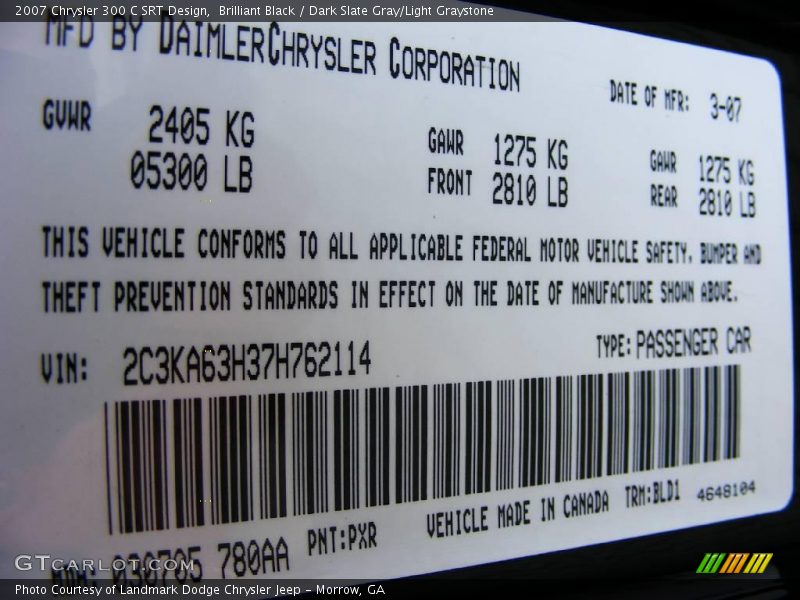 2007 Chrysler 300 C SRT Design, Brilliant Black / Dark Slate Gray/Light Graystone
MFD BY DAIMLERCHRYSLER CORPORATION
DATE OF MFR: 3-07
GVWR 2405 KG
05300 LB
GAWR 1275 KG
FRONT 2810 LB
GAWR 1275 KG
REAR 2810 LB
THIS VEHICLE CONFORMS TO ALL APPLICABLE FEDERAL MOTOR VEHICLE SAFETY, BUMPER AND
THEFT PREVENTION STANDARDS IN EFFECT ON THE DATE OF MANUFACTURE SHOWN ABOVE.
VIN: 2C3KA63H37H762114
TYPE: PASSENGER CAR
MDH: 030705 780AA PNT:PXR
VEHICLE MADE IN CANADA TRM:BLD1 4648104
GTCARLOT.COM
Photo Courtesy of Landmark Dodge Chrysler Jeep – Morrow, GA